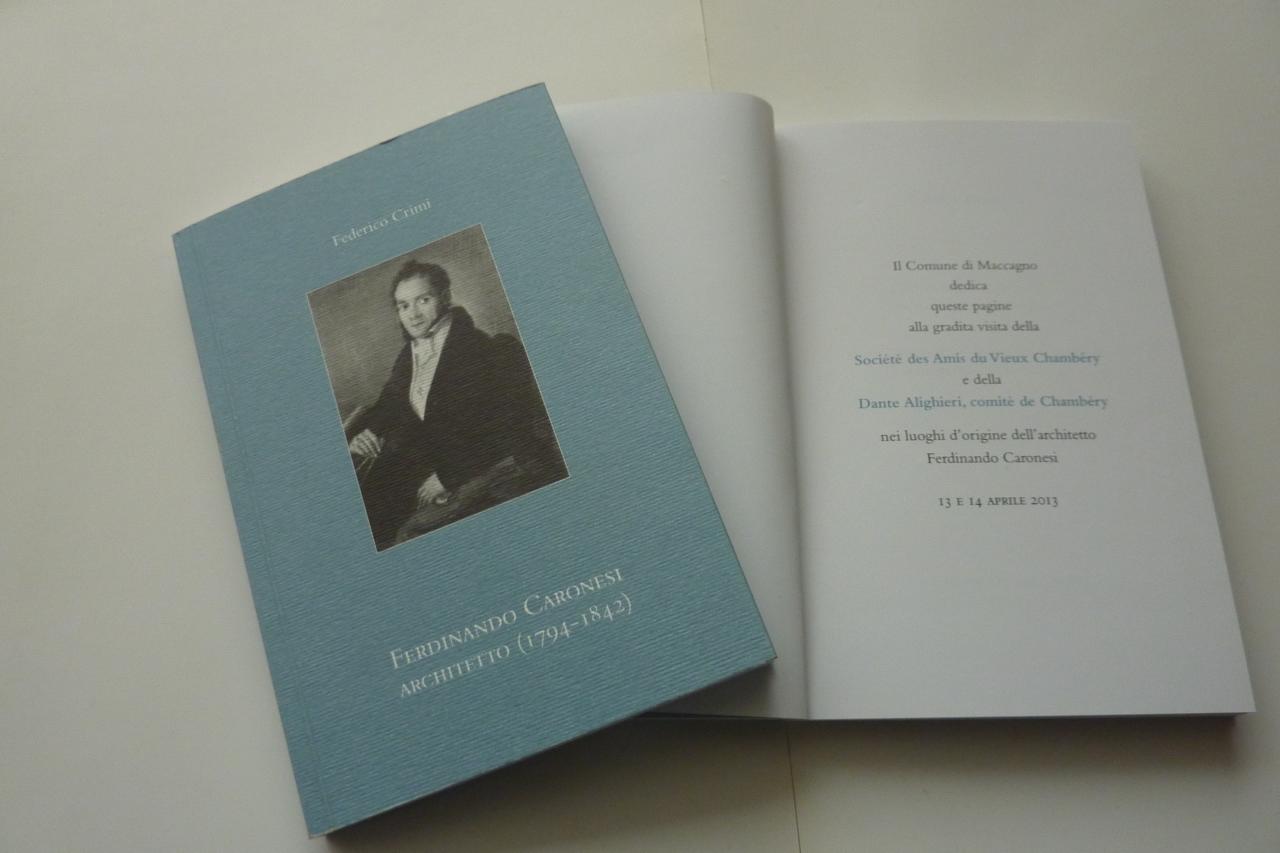 Federico Crimi
Ferdinando Caronesi
architetto (1794-1842)
Il Comune di Maccagno
dedica
queste pagine
alla gradita visita della
Société des Amis du Vieux Chambéry
e della
Dante Alighieri, comité de Chambéry
nei luoghi d'origine dell'architetto
Ferdinando Caronesi
13 e 14 aprile 2013